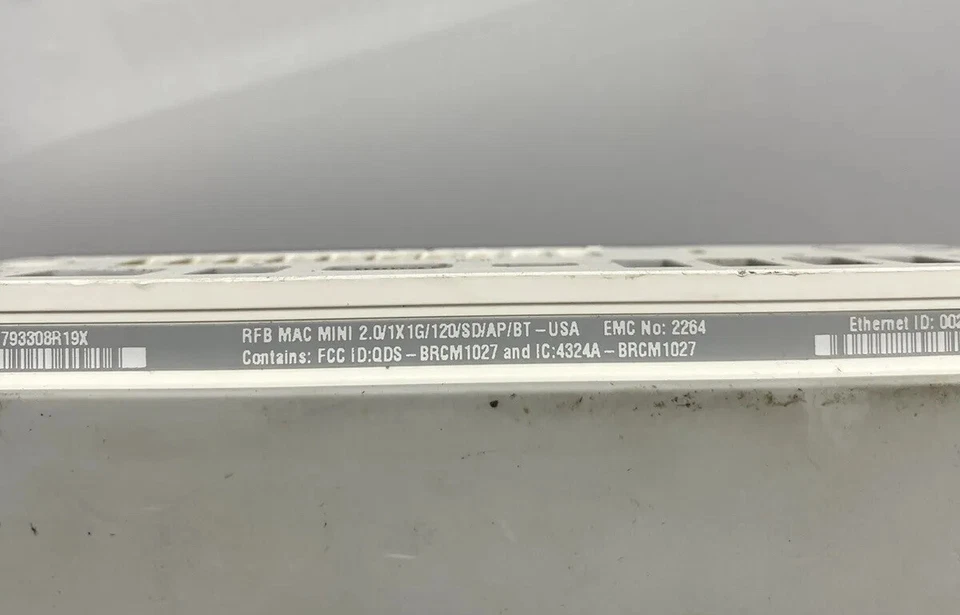 793308R19X
RFB MAC MINI 2.0/1X1G/120/SD/AP/BT-USA EMC No: 2264
Contains: FCC ID:QDS-BRCM1027 and IC:4324A-BRCM1027
Ethernet ID: 002